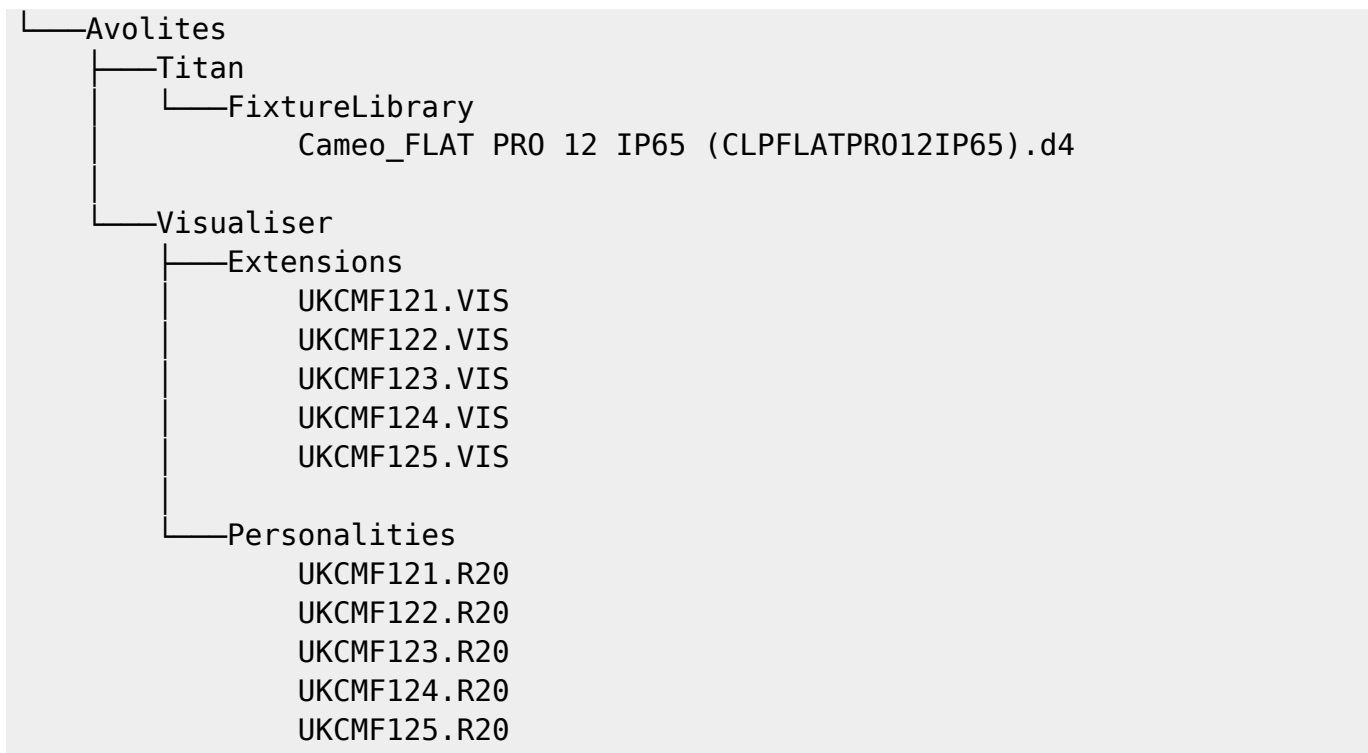 └───Avolites
    ├───Titan
    │   └───FixtureLibrary
    │           Cameo_FLAT PRO 12 IP65 (CLPFLATPRO12IP65).d4
    │
    └───Visualiser
        ├───Extensions
        │       UKCMF121.VIS
        │       UKCMF122.VIS
        │       UKCMF123.VIS
        │       UKCMF124.VIS
        │       UKCMF125.VIS
        │
        └───Personalities
                UKCMF121.R20
                UKCMF122.R20
                UKCMF123.R20
                UKCMF124.R20
                UKCMF125.R20